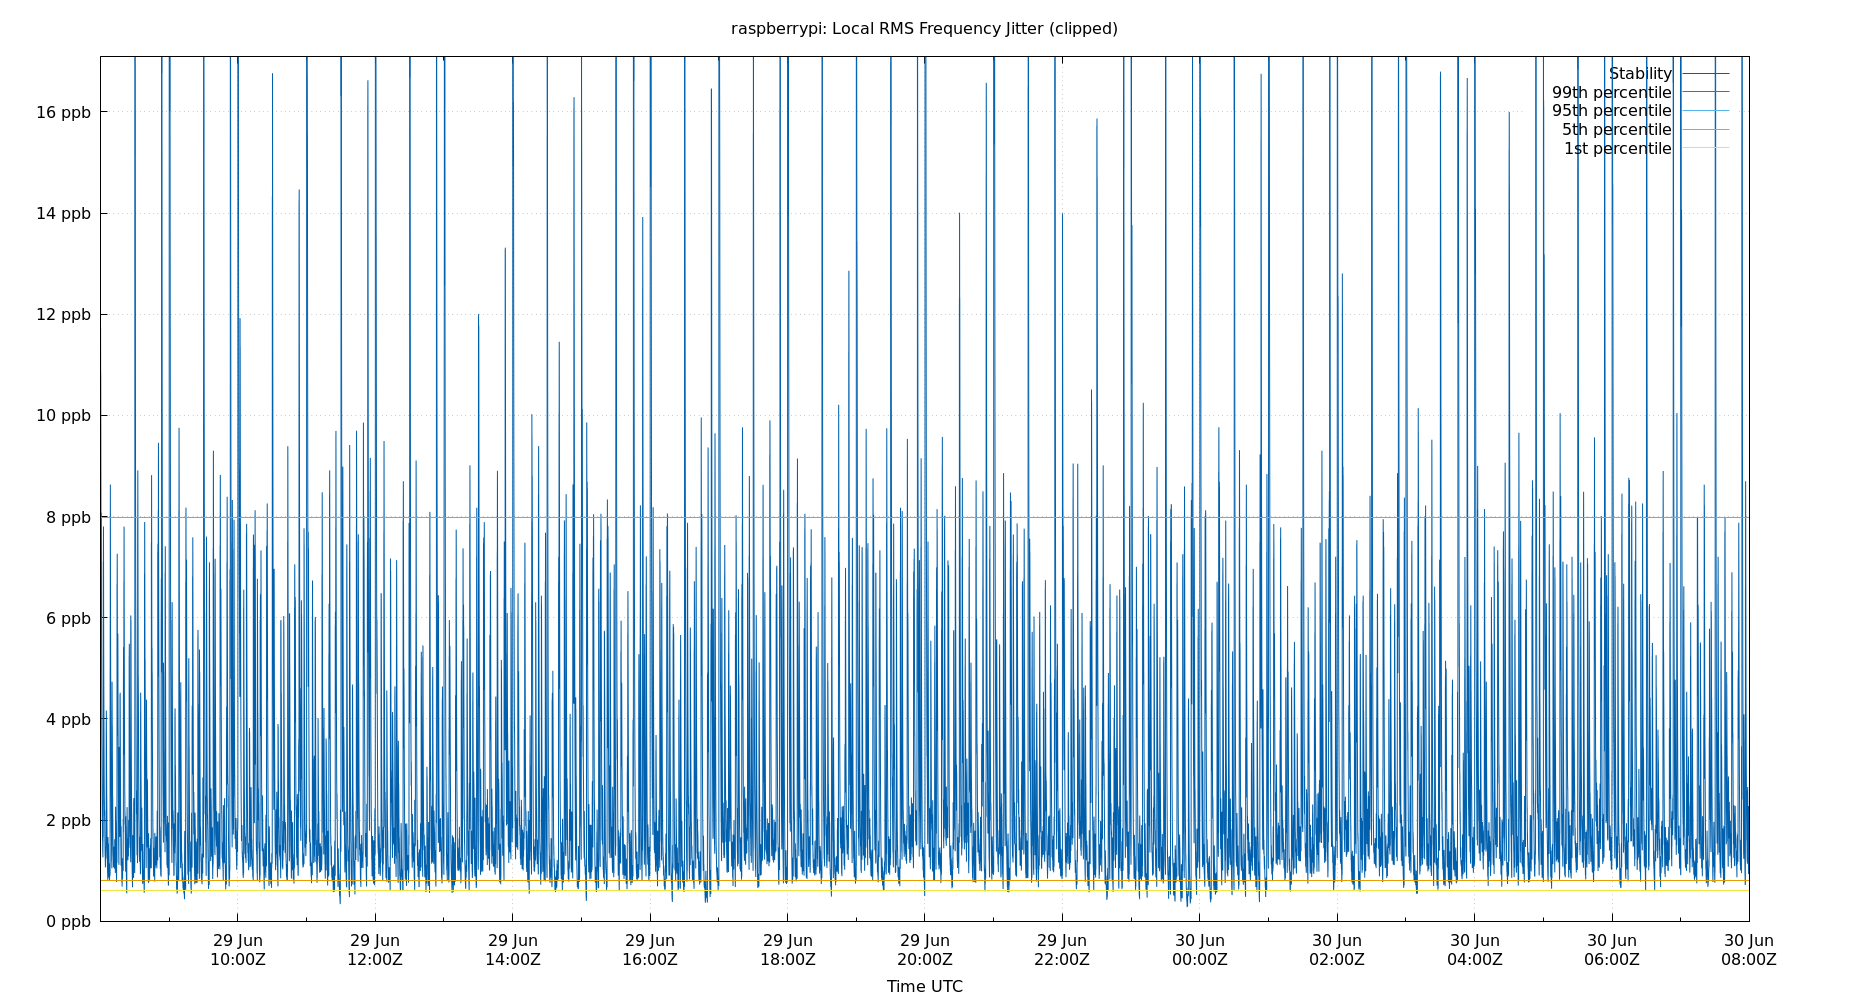 raspberrypi: Local RMS Frequency Jitter (clipped)
Stability
99th percentile
95th percentile
5th percentile
1st percentile
16 ppb
14 ppb
12 ppb
10 ppb
8 ppb
6 ppb
4 ppb
2 ppb
0 ppb
29 Jun 29 Jun 29 Jun 29 Jun 29 Jun 29 Jun 29 Jun 30 Jun 30 Jun 30 Jun 30 Jun 30 Jun
10:00Z 12:00Z 14:00Z 16:00Z 18:00Z 20:00Z 22:00Z 00:00Z 02:00Z 04:00Z 06:00Z 08:00Z
Time UTC